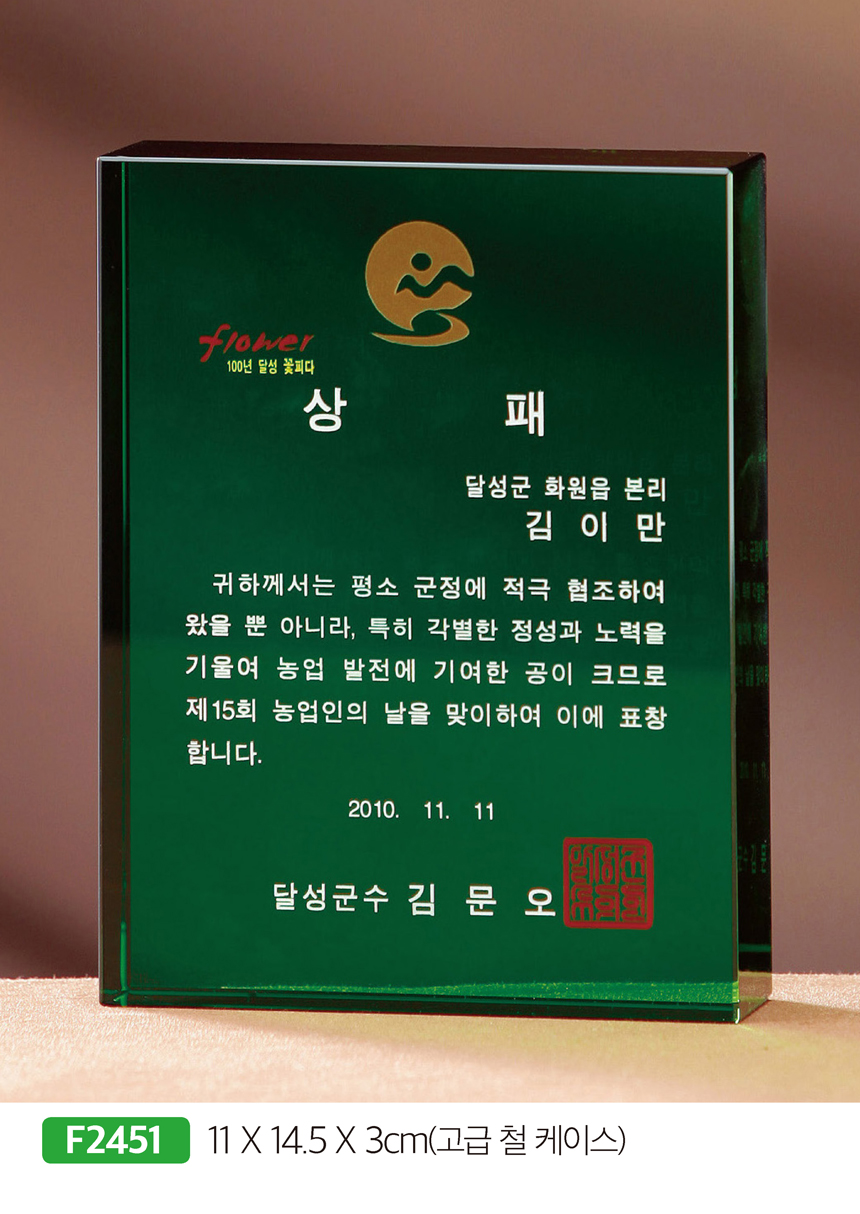 flower
100년 달성 꽃피다
상 패
달성군 화원읍 본리
김 이 만
귀하께서는 평소 군정에 적극 협조하여
왔을 뿐 아니라, 특히 각별한 정성과 노력을
기울여 농업 발전에 기여한 공이 크므로
제15회 농업인의 날을 맞이하여 이에 표창
합니다.
2010. 11. 11
달성군수 김 문 오
F2451 11 X 14.5 X 3cm(고급 철 케이스)